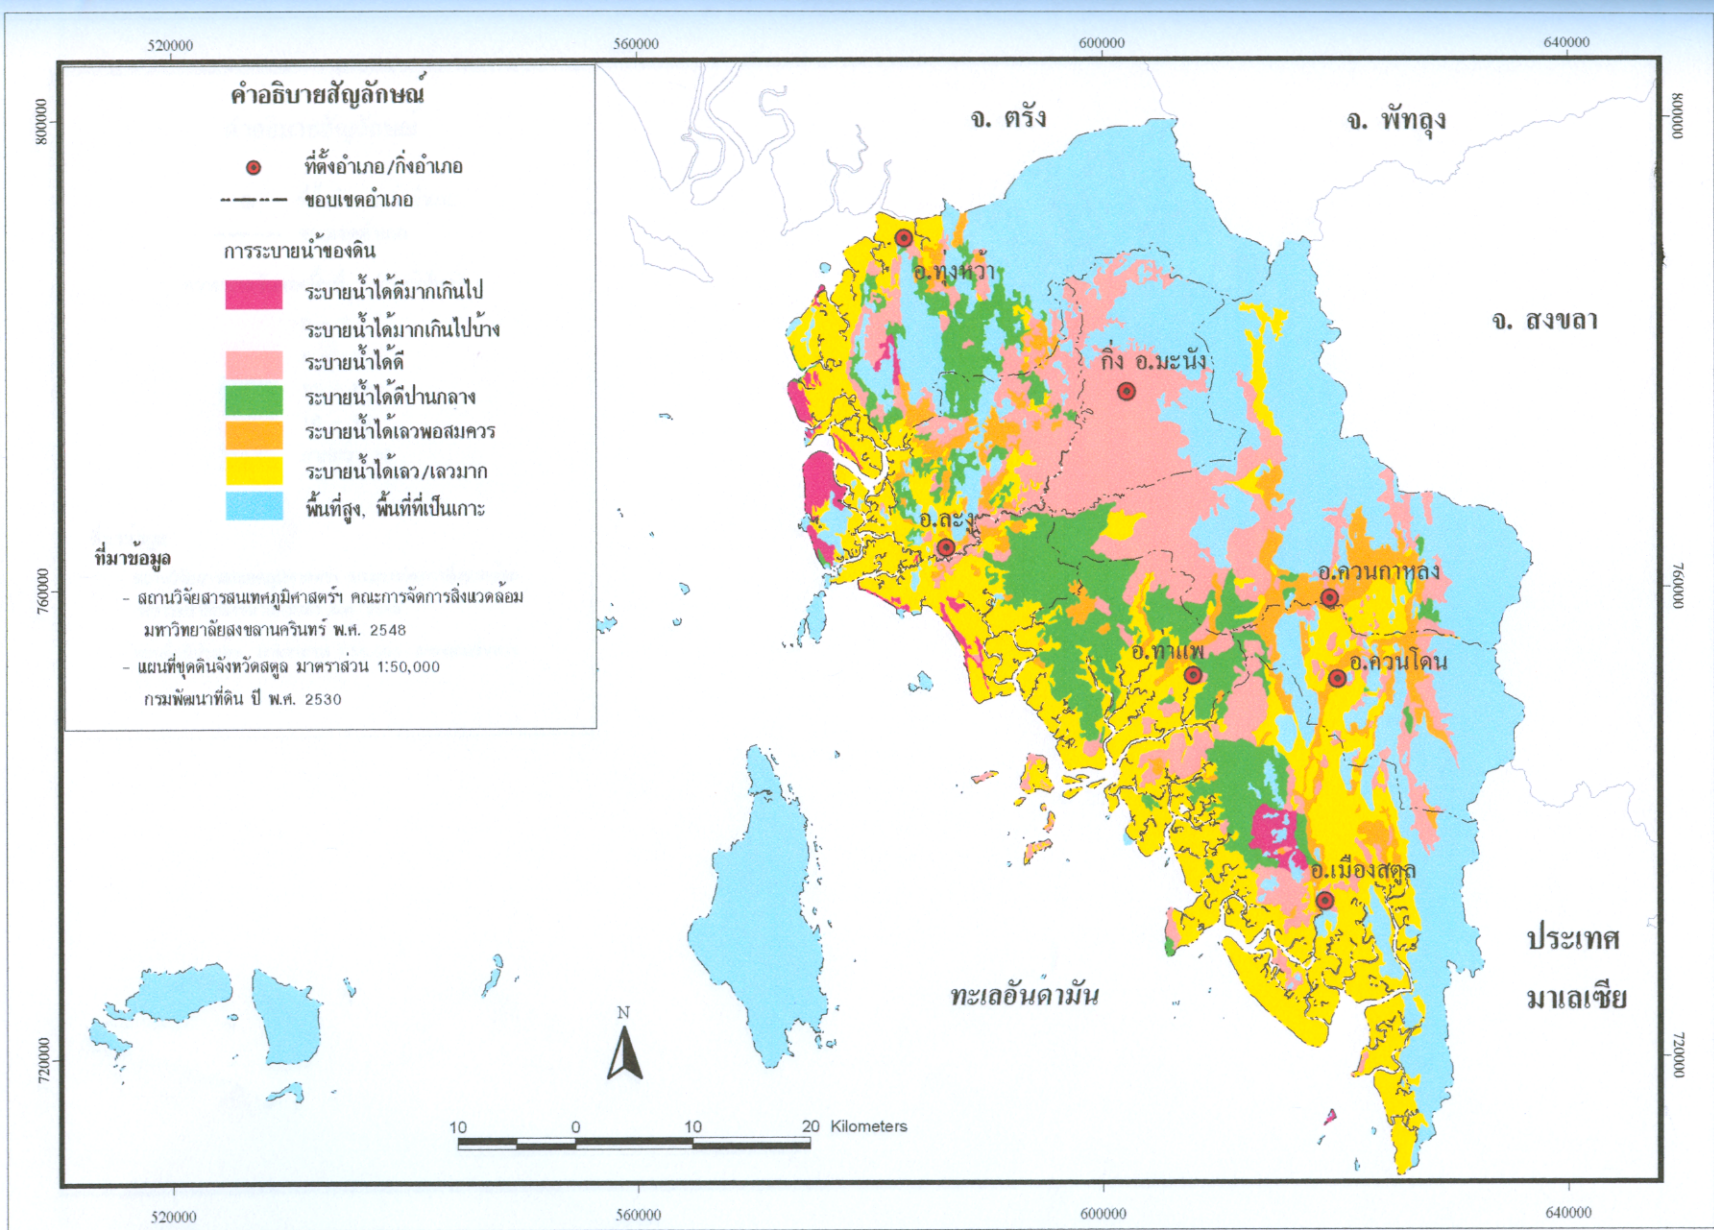 520000
560000
600000
640000
800000
760000
720000
800000
760000
720000
คำอธิบายสัญลักษณ์
ที่ตั้งอำเภอ/กิ่งอำเภอ
ขอบเขตอำเภอ
การระบายน้ำของดิน
ระบายน้ำได้ดีมากเกินไป
ระบายน้ำได้มากเกินไปบ้าง
ระบายน้ำได้ดี
ระบายน้ำได้ดีปานกลาง
ระบายน้ำได้เลวพอสมควร
ระบายน้ำได้เลว/เลวมาก
พื้นที่สูง, พื้นที่ที่เป็นเกาะ
ที่มาข้อมูล
- สถานวิจัยสารสนเทศภูมิศาสตร์ฯ คณะการจัดการสิ่งแวดล้อม
มหาวิทยาลัยสงขลานครินทร์ พ.ศ. 2548
- แผนที่ชุดดินจังหวัดสตูล มาตราส่วน 1:50,000
กรมพัฒนาที่ดิน ปี พ.ศ. 2530
จ. ตรัง
จ. พัทลุง
จ. สงขลา
อ.ทุ่งหว้า
กิ่ง อ.มะนัง
อ.ละงู
อ.ควนกาหลง
อ.ท่าแพ
อ.ควนโดน
อ.เมืองสตูล
ประเทศ
มาเลเซีย
ทะเลอันดามัน
N
10 0 10 20 Kilometers
520000
560000
600000
640000